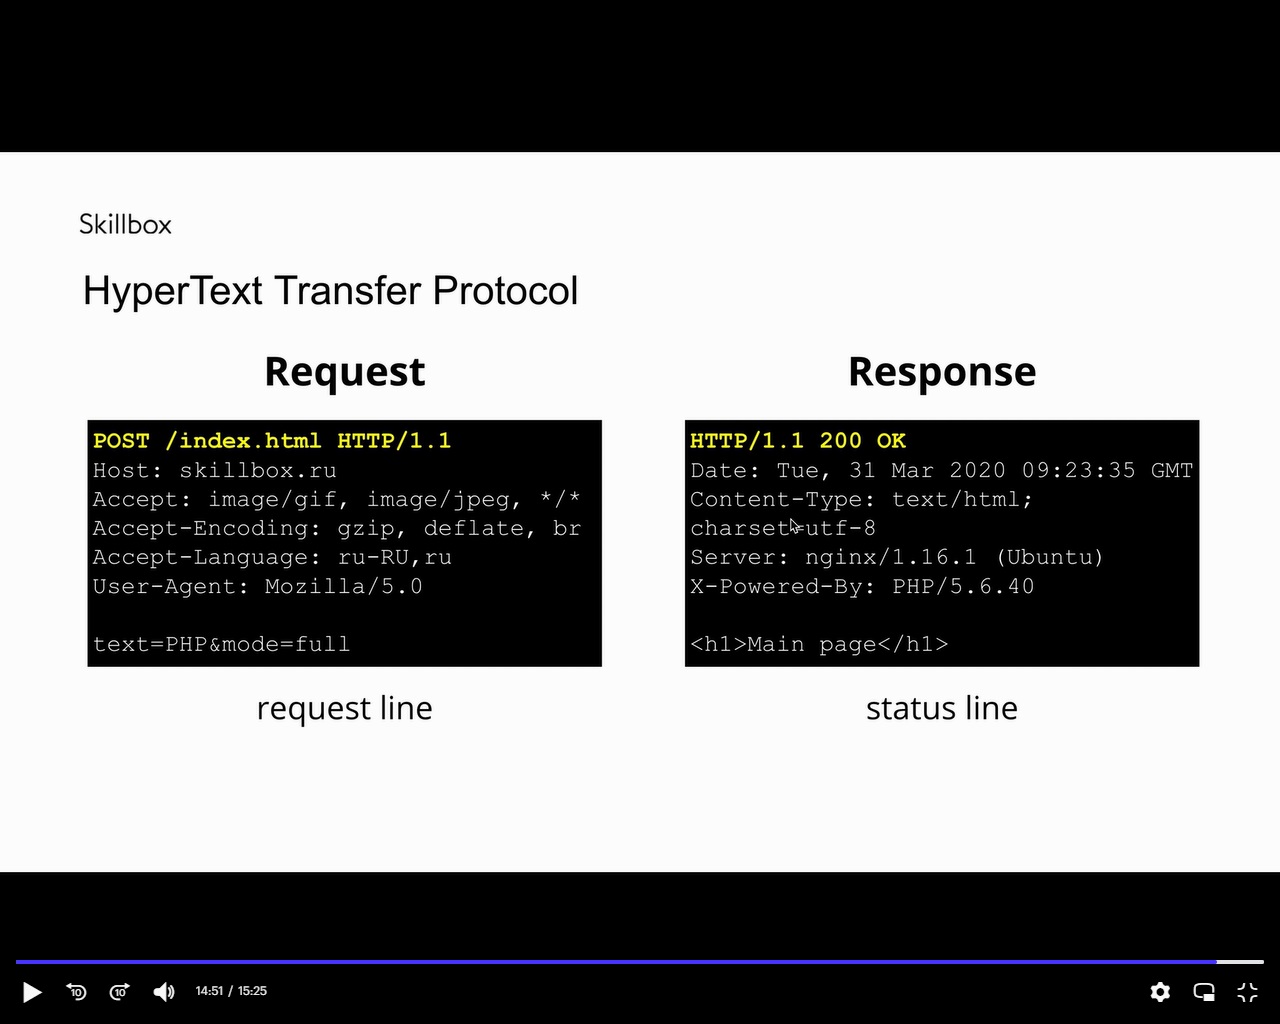 Skillbox
HyperText Transfer Protocol
Request
POST /index.html HTTP/1.1
Host: skillbox.ru
Accept: image/gif, image/jpeg, */*
Accept-Encoding: gzip, deflate, br
Accept-Language: ru-RU,ru
User-Agent: Mozilla/5.0
text=PHP&mode=full
request line
Response
HTTP/1.1 200 OK
Date: Tue, 31 Mar 2020 09:23:35 GMT
Content-Type: text/html;
charset=utf-8
Server: nginx/1.16.1 (Ubuntu)
X-Powered-By: PHP/5.6.40
<h1>Main page</h1>
status line
10
10
14:51 / 15:25